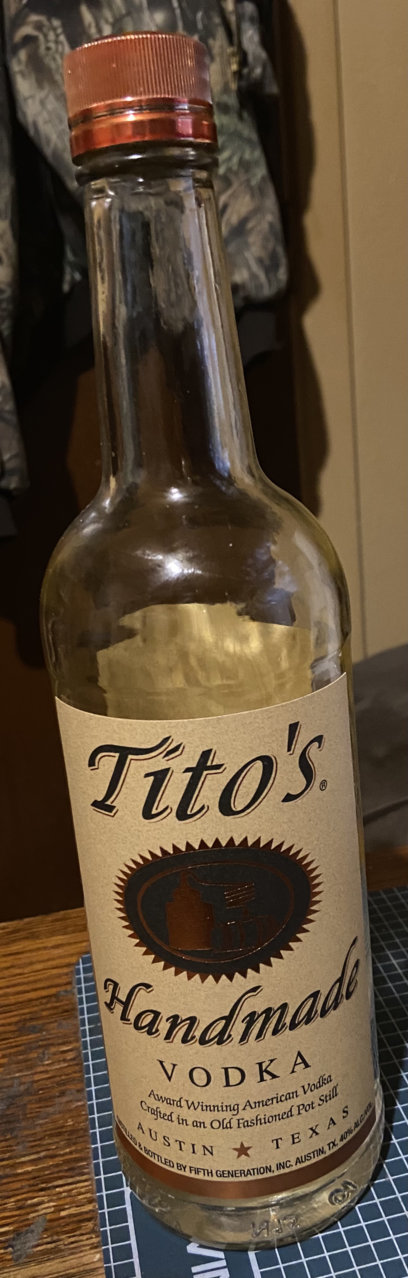 Tito's®
Handmade
VODKA
Award Winning American Vodka
Crafted in an Old Fashioned Pot Still
AUSTIN ★ TEXAS
& BOTTLED BY FIFTH GENERATION, INC. AUSTIN, TX. 40% ALC./VOL.